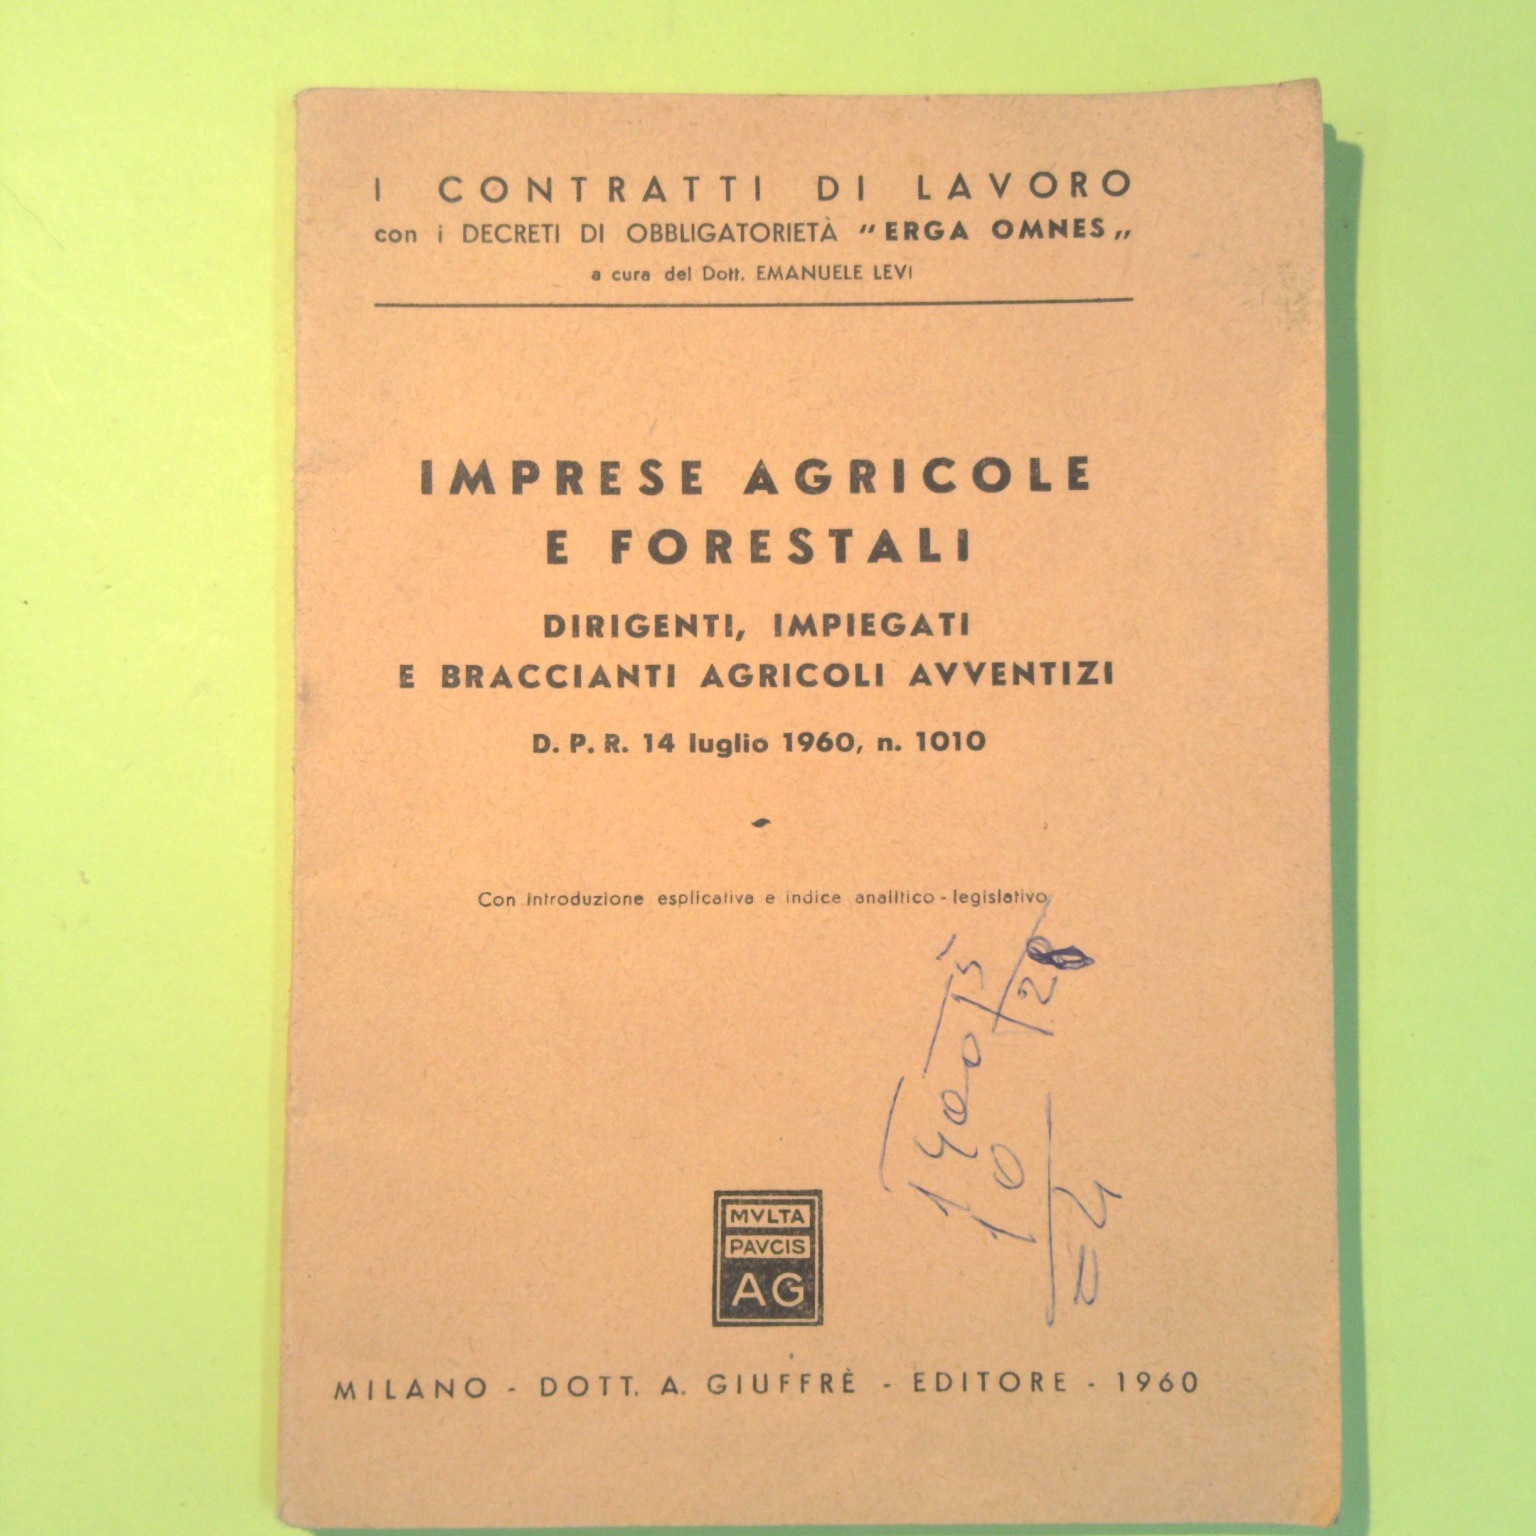 I CONTRATTI DI LAVORO
con i DECRETI DI OBBLIGATORIETÀ "ERGA OMNES„
a cura del Dott. EMANUELE LEVI
IMPRESE AGRICOLE
E FORESTALI
DIRIGENTI, IMPIEGATI
E BRACCIANTI AGRICOLI AVVENTIZI
D. P. R. 14 luglio 1960, n. 1010
Con introduzione esplicativa e indice analitico - legislativo
MVLTA
PAVCIS
AG
MILANO - DOTT. A. GIUFFRÈ - EDITORE - 1960